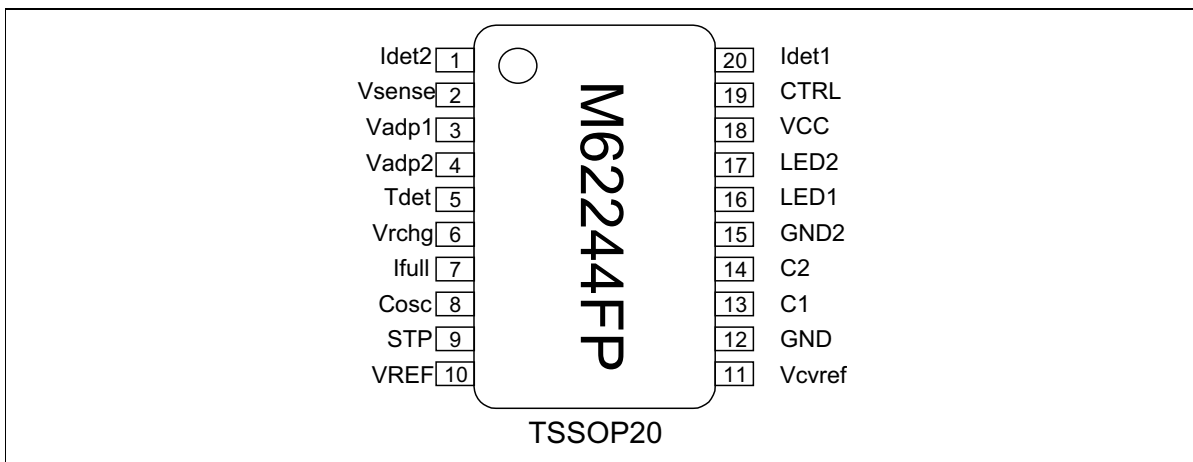 Idet2 1 20 Idet1
Vsense 2 19 CTRL
Vadp1 3 18 VCC
Vadp2 4 17 LED2
Tdet 5 16 LED1
Vrchg 6 15 GND2
Ifull 7 14 C2
Cosc 8 13 C1
STP 9 12 GND
VREF 10 11 Vcvref
M62244FP
TSSOP20